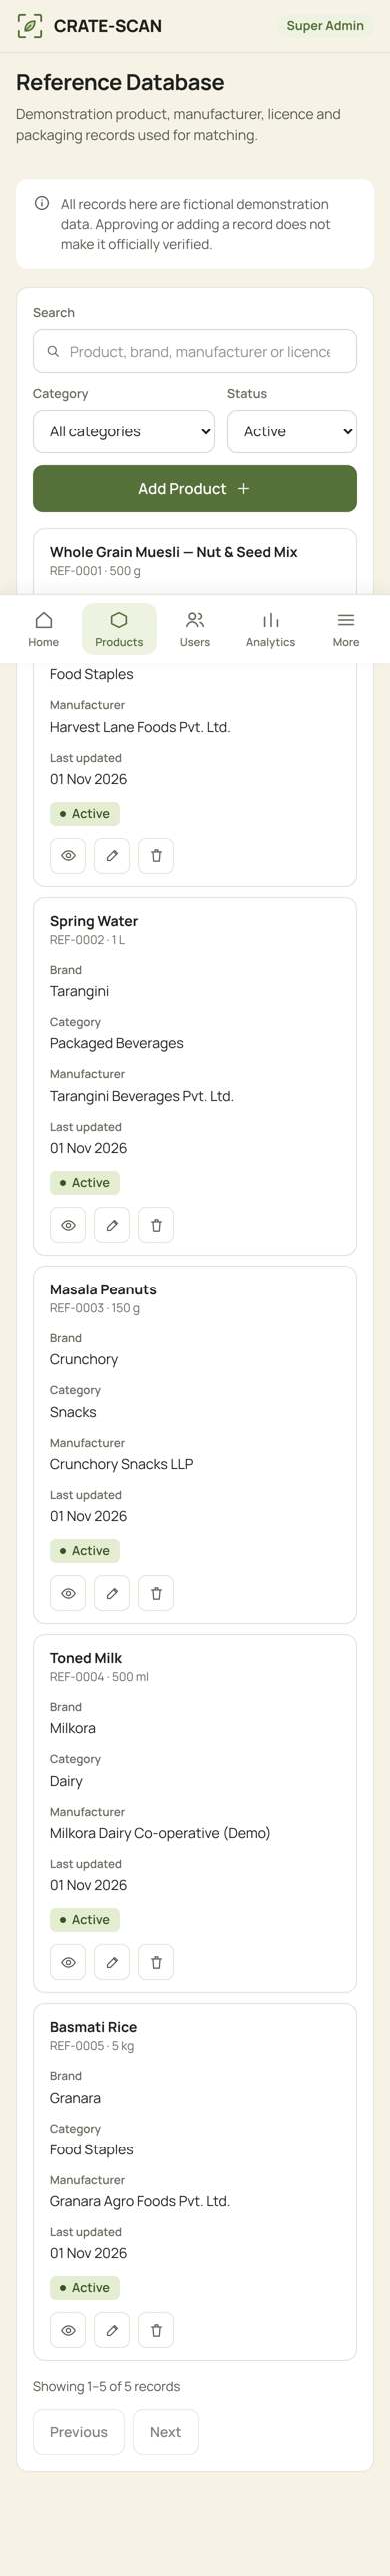 CRATE-SCAN
Super Admin
Reference Database
Demonstration product, manufacturer, licence and
packaging records used for matching.
All records here are fictional demonstration
data. Approving or adding a record does not
make it officially verified.
Search
Product, brand, manufacturer or licence
Category
Status
All categories
Active
Add Product +
Whole Grain Muesli — Nut & Seed Mix
REF-0001 · 500 g
Home
Products
Users
Analytics
More
Food Staples
Manufacturer
Harvest Lane Foods Pvt. Ltd.
Last updated
01 Nov 2026
Active
Spring Water
REF-0002 · 1 L
Brand
Tarangini
Category
Packaged Beverages
Manufacturer
Tarangini Beverages Pvt. Ltd.
Last updated
01 Nov 2026
Active
Masala Peanuts
REF-0003 · 150 g
Brand
Crunchory
Category
Snacks
Manufacturer
Crunchory Snacks LLP
Last updated
01 Nov 2026
Active
Toned Milk
REF-0004 · 500 ml
Brand
Milkora
Category
Dairy
Manufacturer
Milkora Dairy Co-operative (Demo)
Last updated
01 Nov 2026
Active
Basmati Rice
REF-0005 · 5 kg
Brand
Granara
Category
Food Staples
Manufacturer
Granara Agro Foods Pvt. Ltd.
Last updated
01 Nov 2026
Active
Showing 1–5 of 5 records
Previous
Next